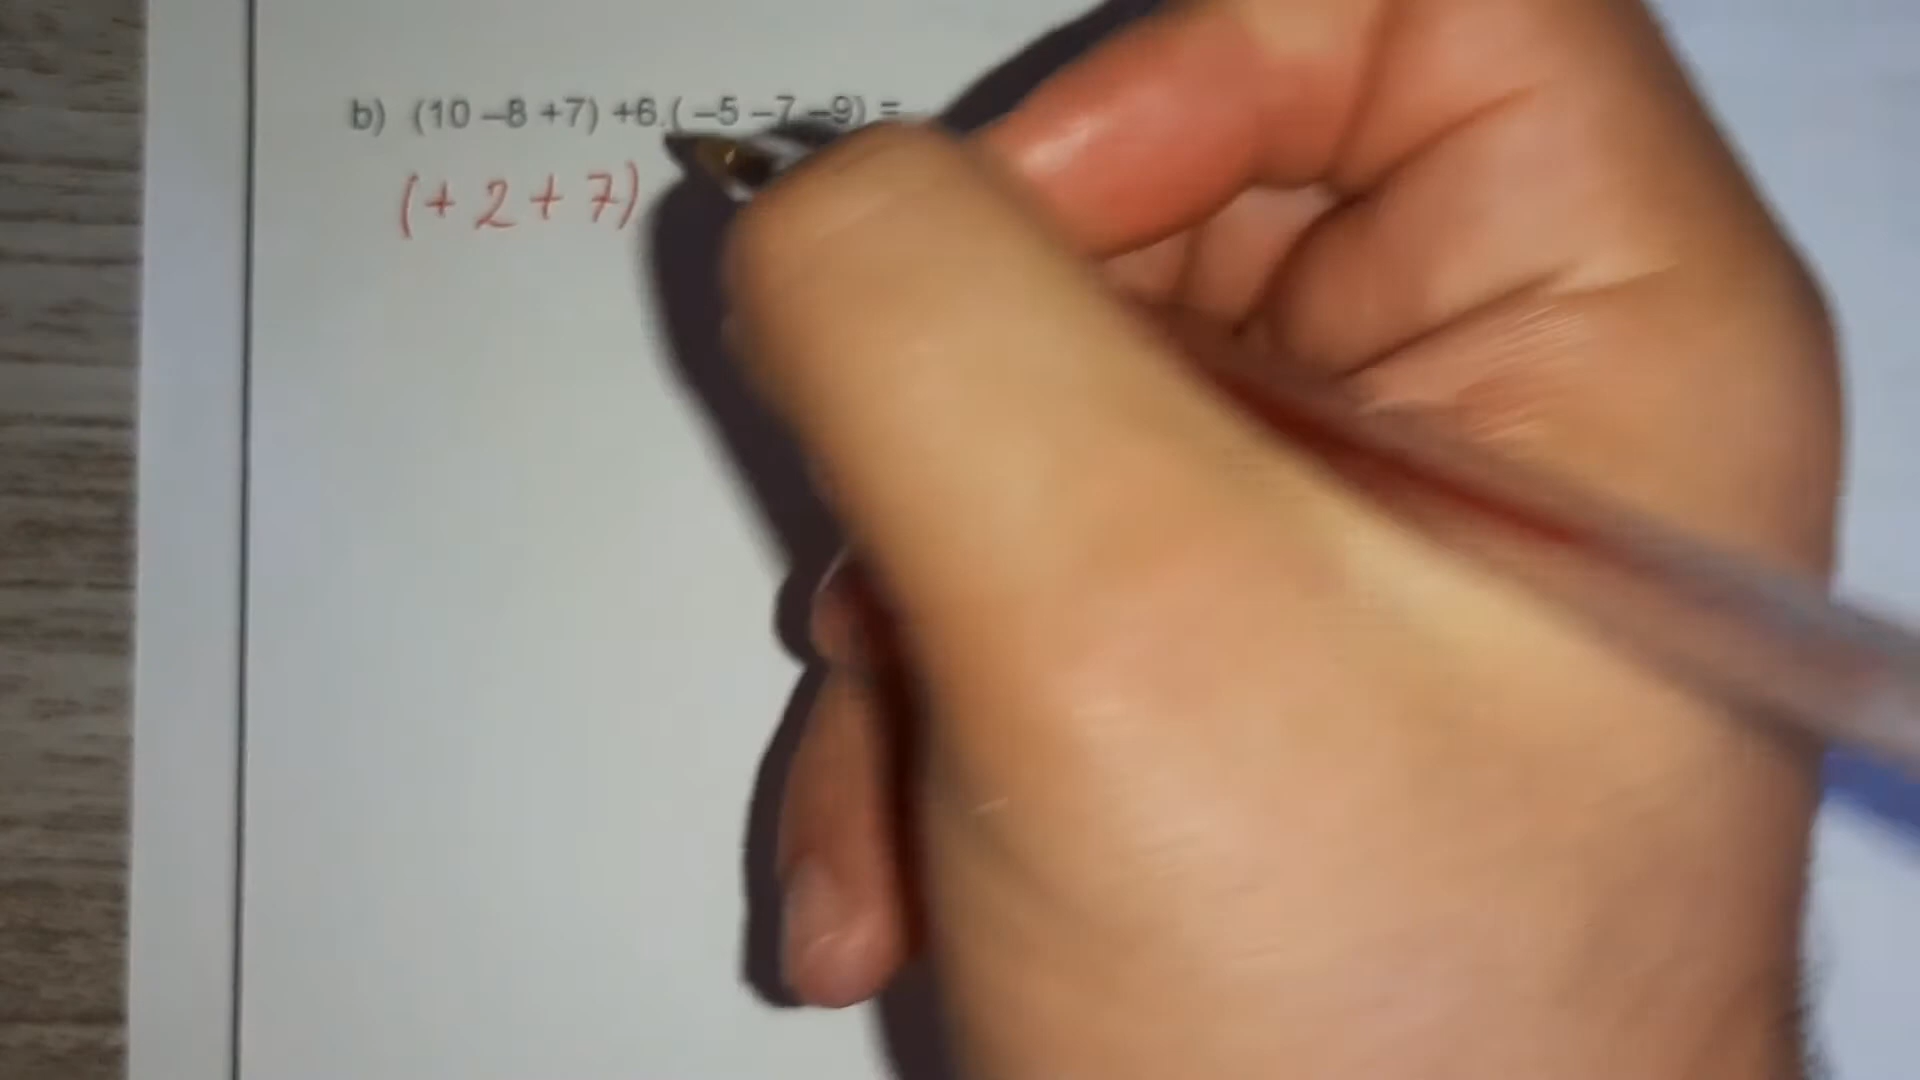 b) (10 –8 +7) +6.( –5 –7 –9) =
(+ 2 + 7)